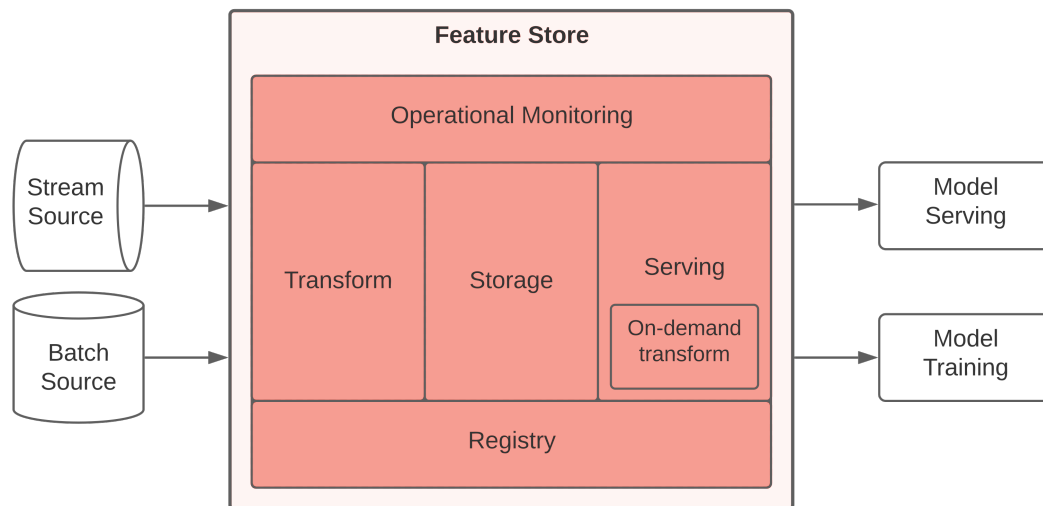 Feature Store
Operational Monitoring
Stream
Source
Batch
Source
Transform
Storage
Serving
On-demand
transform
Registry
Model
Serving
Model
Training